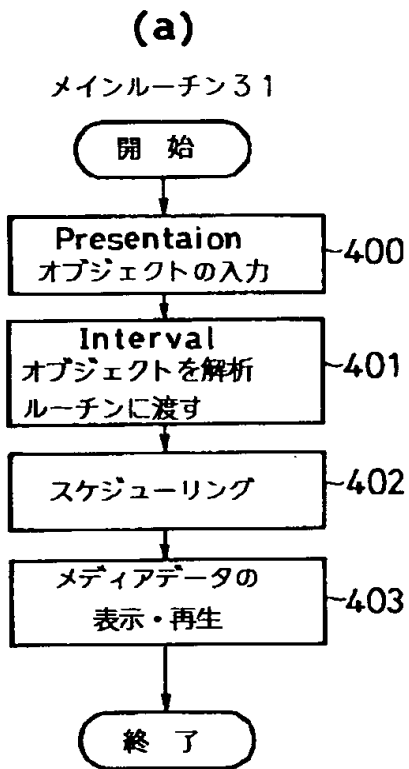 (a)
メインルーチン31
開 始
Presentaion
オブジェクトの入力
400
Interval
オブジェクトを解析
ルーチンに渡す
401
スケジューリング
402
メディアデータの
表示・再生
403
終 了